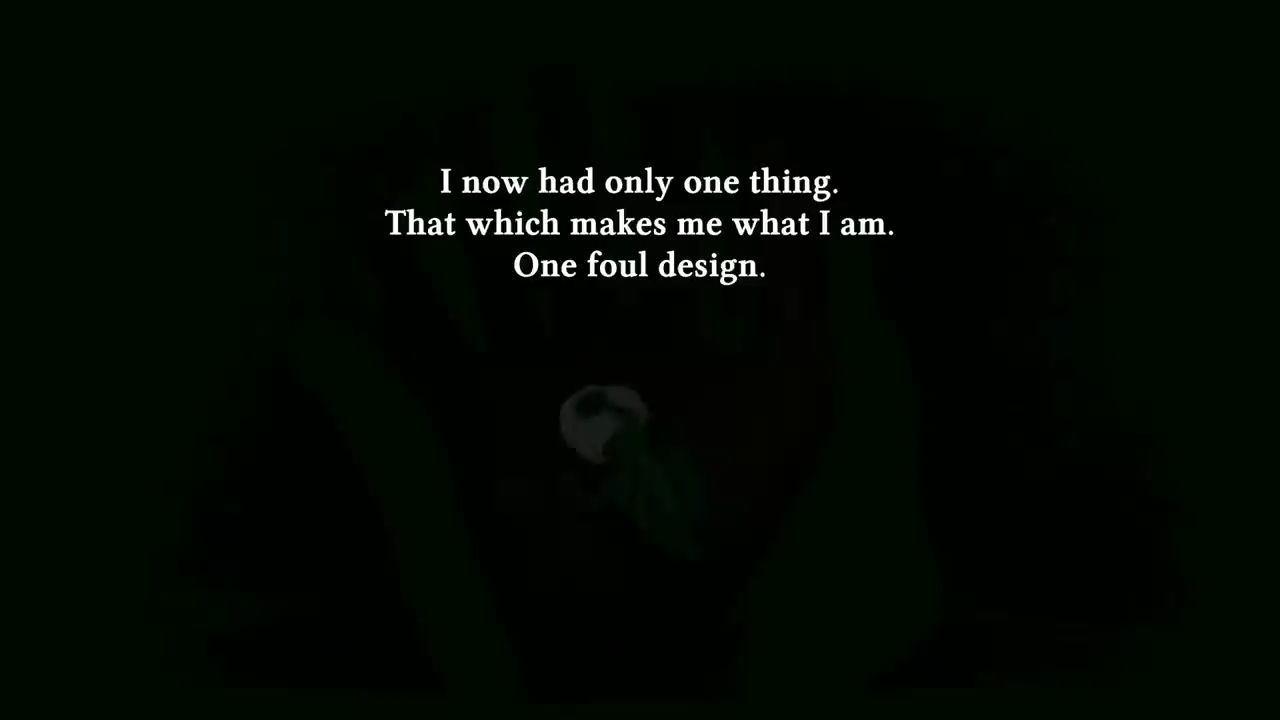 I now had only one thing.
That which makes me what I am.
One foul design.